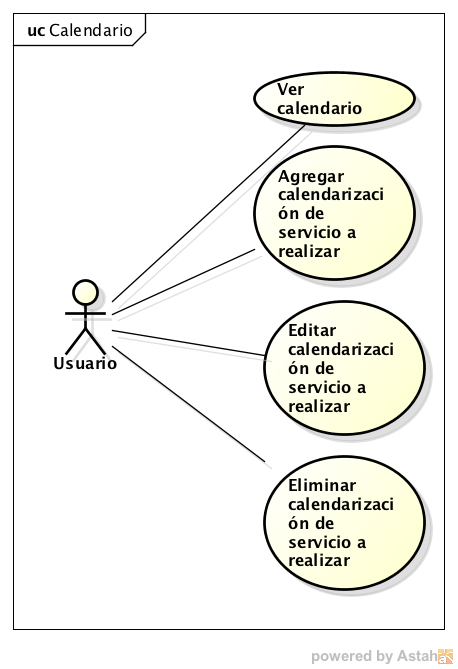 uc Calendario
Ver
calendario
Agregar
calendarizaci
ón de
servicio a
realizar
Usuario
Editar
calendarizaci
ón de
servicio a
realizar
Eliminar
calendarizaci
ón de
servicio a
realizar
powered by Astah